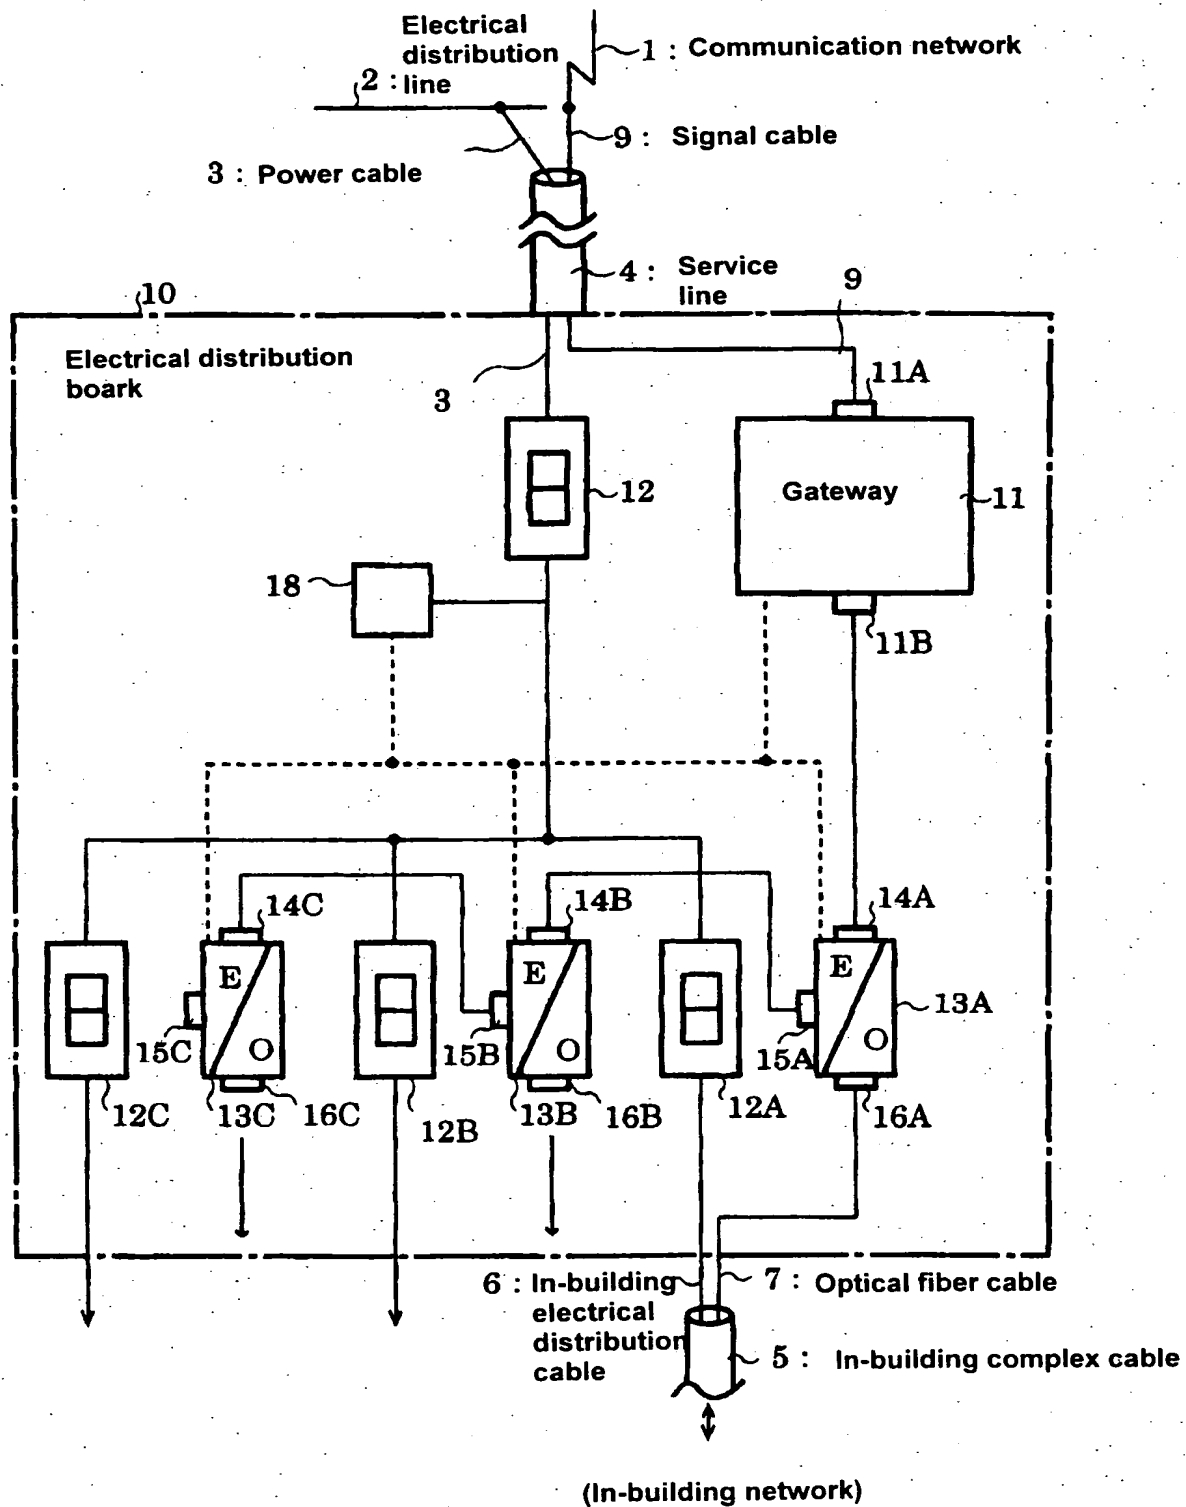 Electrical
distribution
line
2 :
1 : Communication network
9 : Signal cable
3 : Power cable
4 : Service
line
9
10
Electrical distribution
boark
3
11A
12
Gateway
11
18
11B
14C
14B
14A
E
E
E
13A
15C
O
15B
O
15A
O
12C
13C
16C
12B
13B
16B
12A
16A
6 : In-building
electrical
distribution
cable
7 : Optical fiber cable
5 : In-building complex cable
(In-building network)